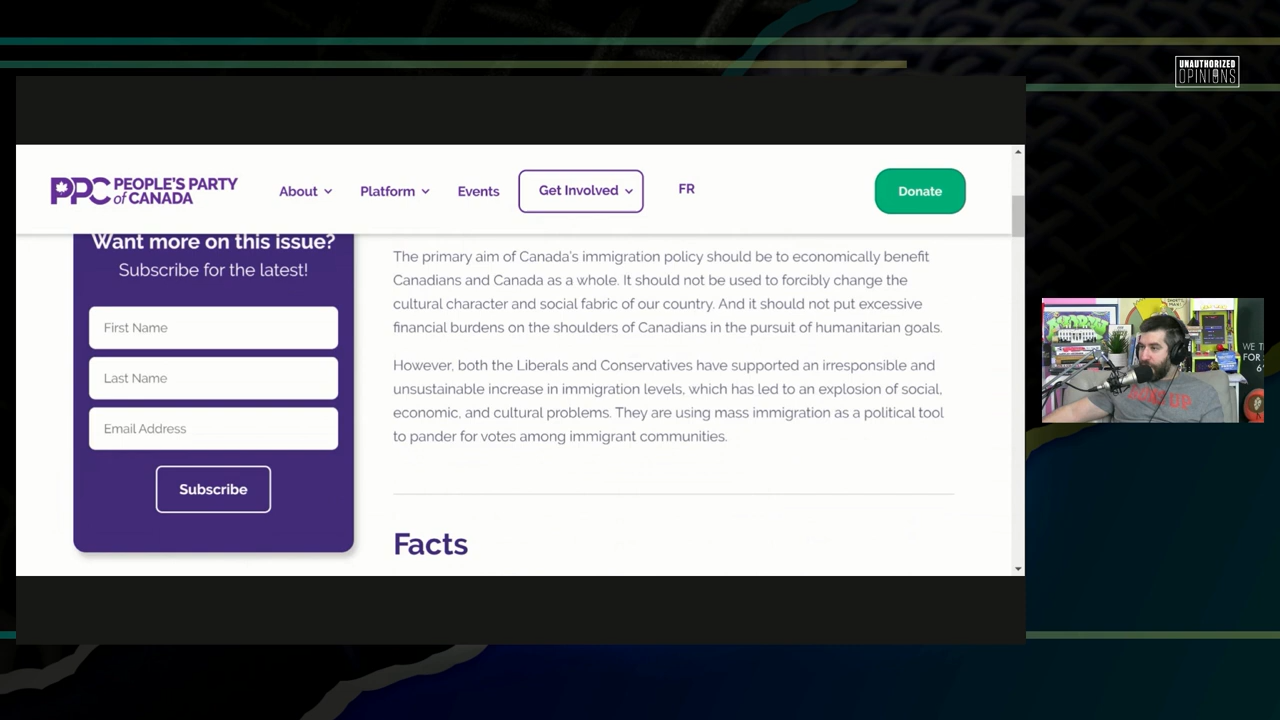 UNAUTHORIZED
OPINIONS
PPC PEOPLE'S PARTY
of CANADA
About
Platform
Events
Get Involved
FR
Donate
Want more on this issue?
Subscribe for the latest!
First Name
Last Name
Email Address
Subscribe
The primary aim of Canada's immigration policy should be to economically benefit
Canadians and Canada as a whole. It should not be used to forcibly change the
cultural character and social fabric of our country. And it should not put excessive
financial burdens on the shoulders of Canadians in the pursuit of humanitarian goals.
However, both the Liberals and Conservatives have supported an irresponsible and
unsustainable increase in immigration levels, which has led to an explosion of social,
economic, and cultural problems. They are using mass immigration as a political tool
to pander for votes among immigrant communities.
Facts
WE T
FOR